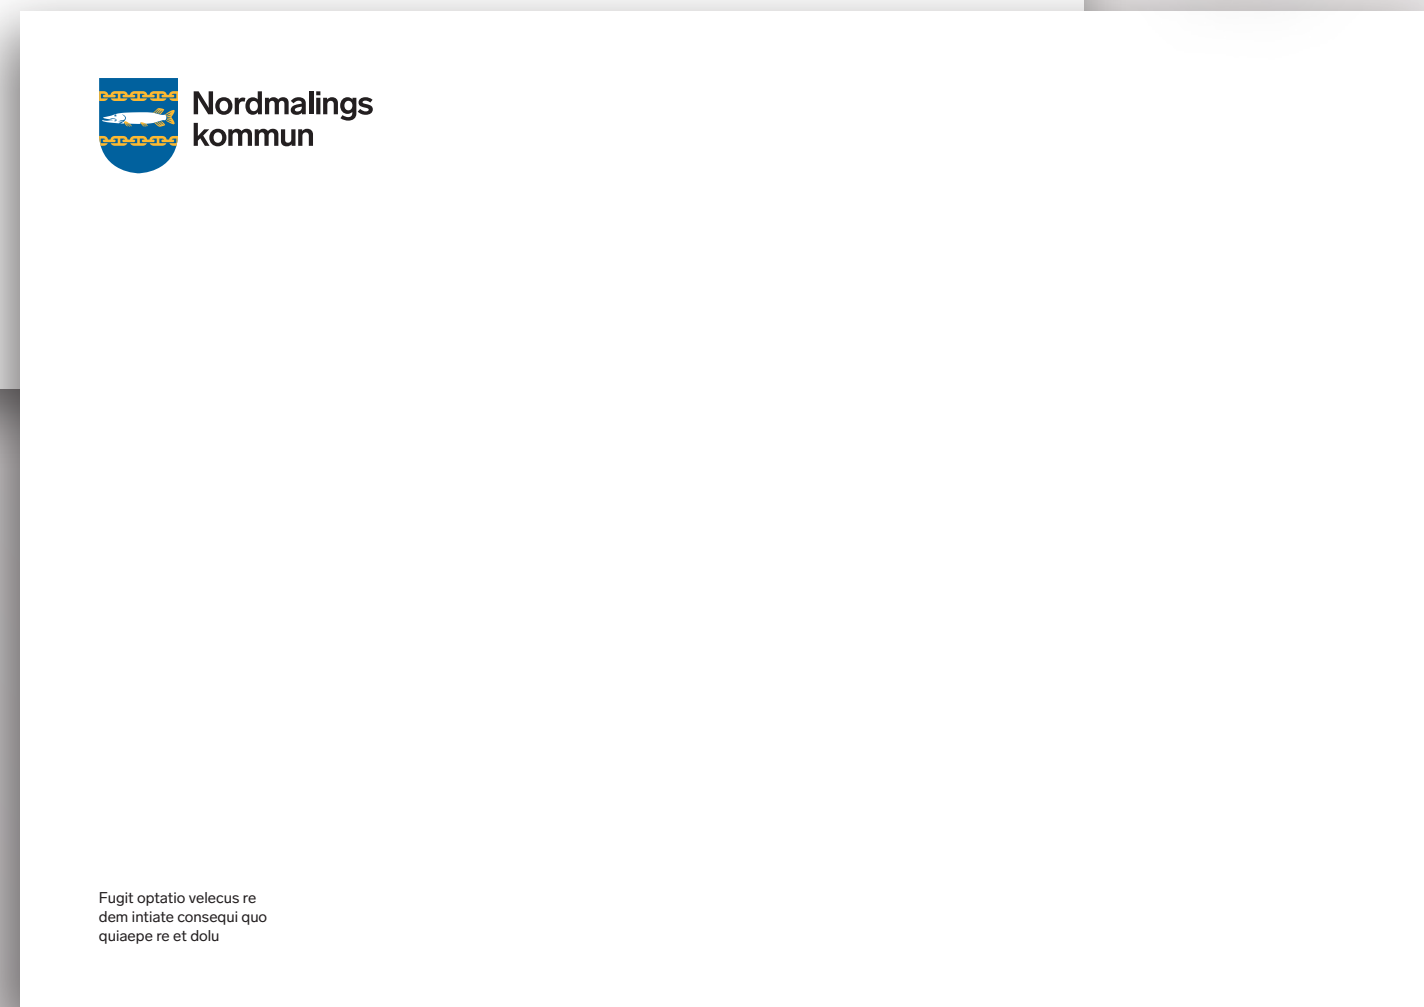 Nordmalings
kommun
Fugit optatio velecus re
dem intiate consequi quo
quiaepe re et dolu